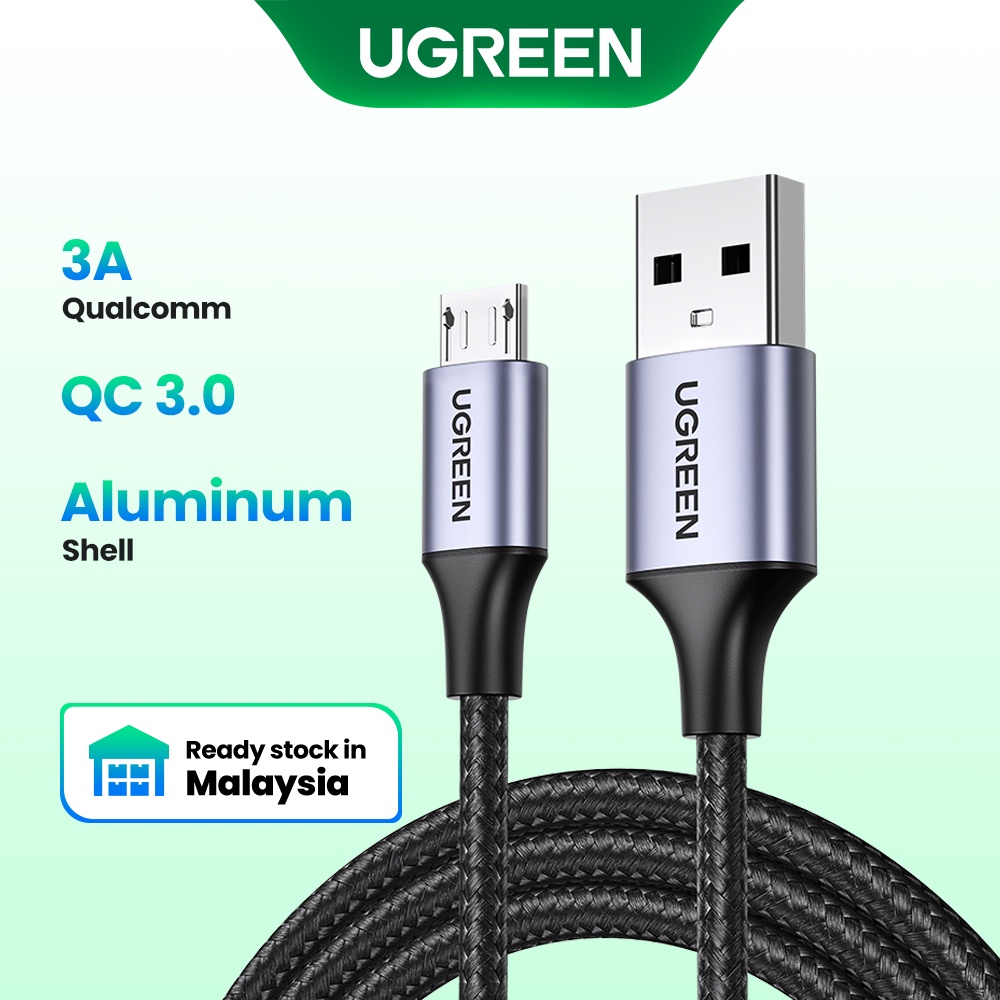 UGREEN
3A
Qualcomm
QC 3.0
Aluminum
Shell
Ready stock in
Malaysia
UGREEN
UGREEN